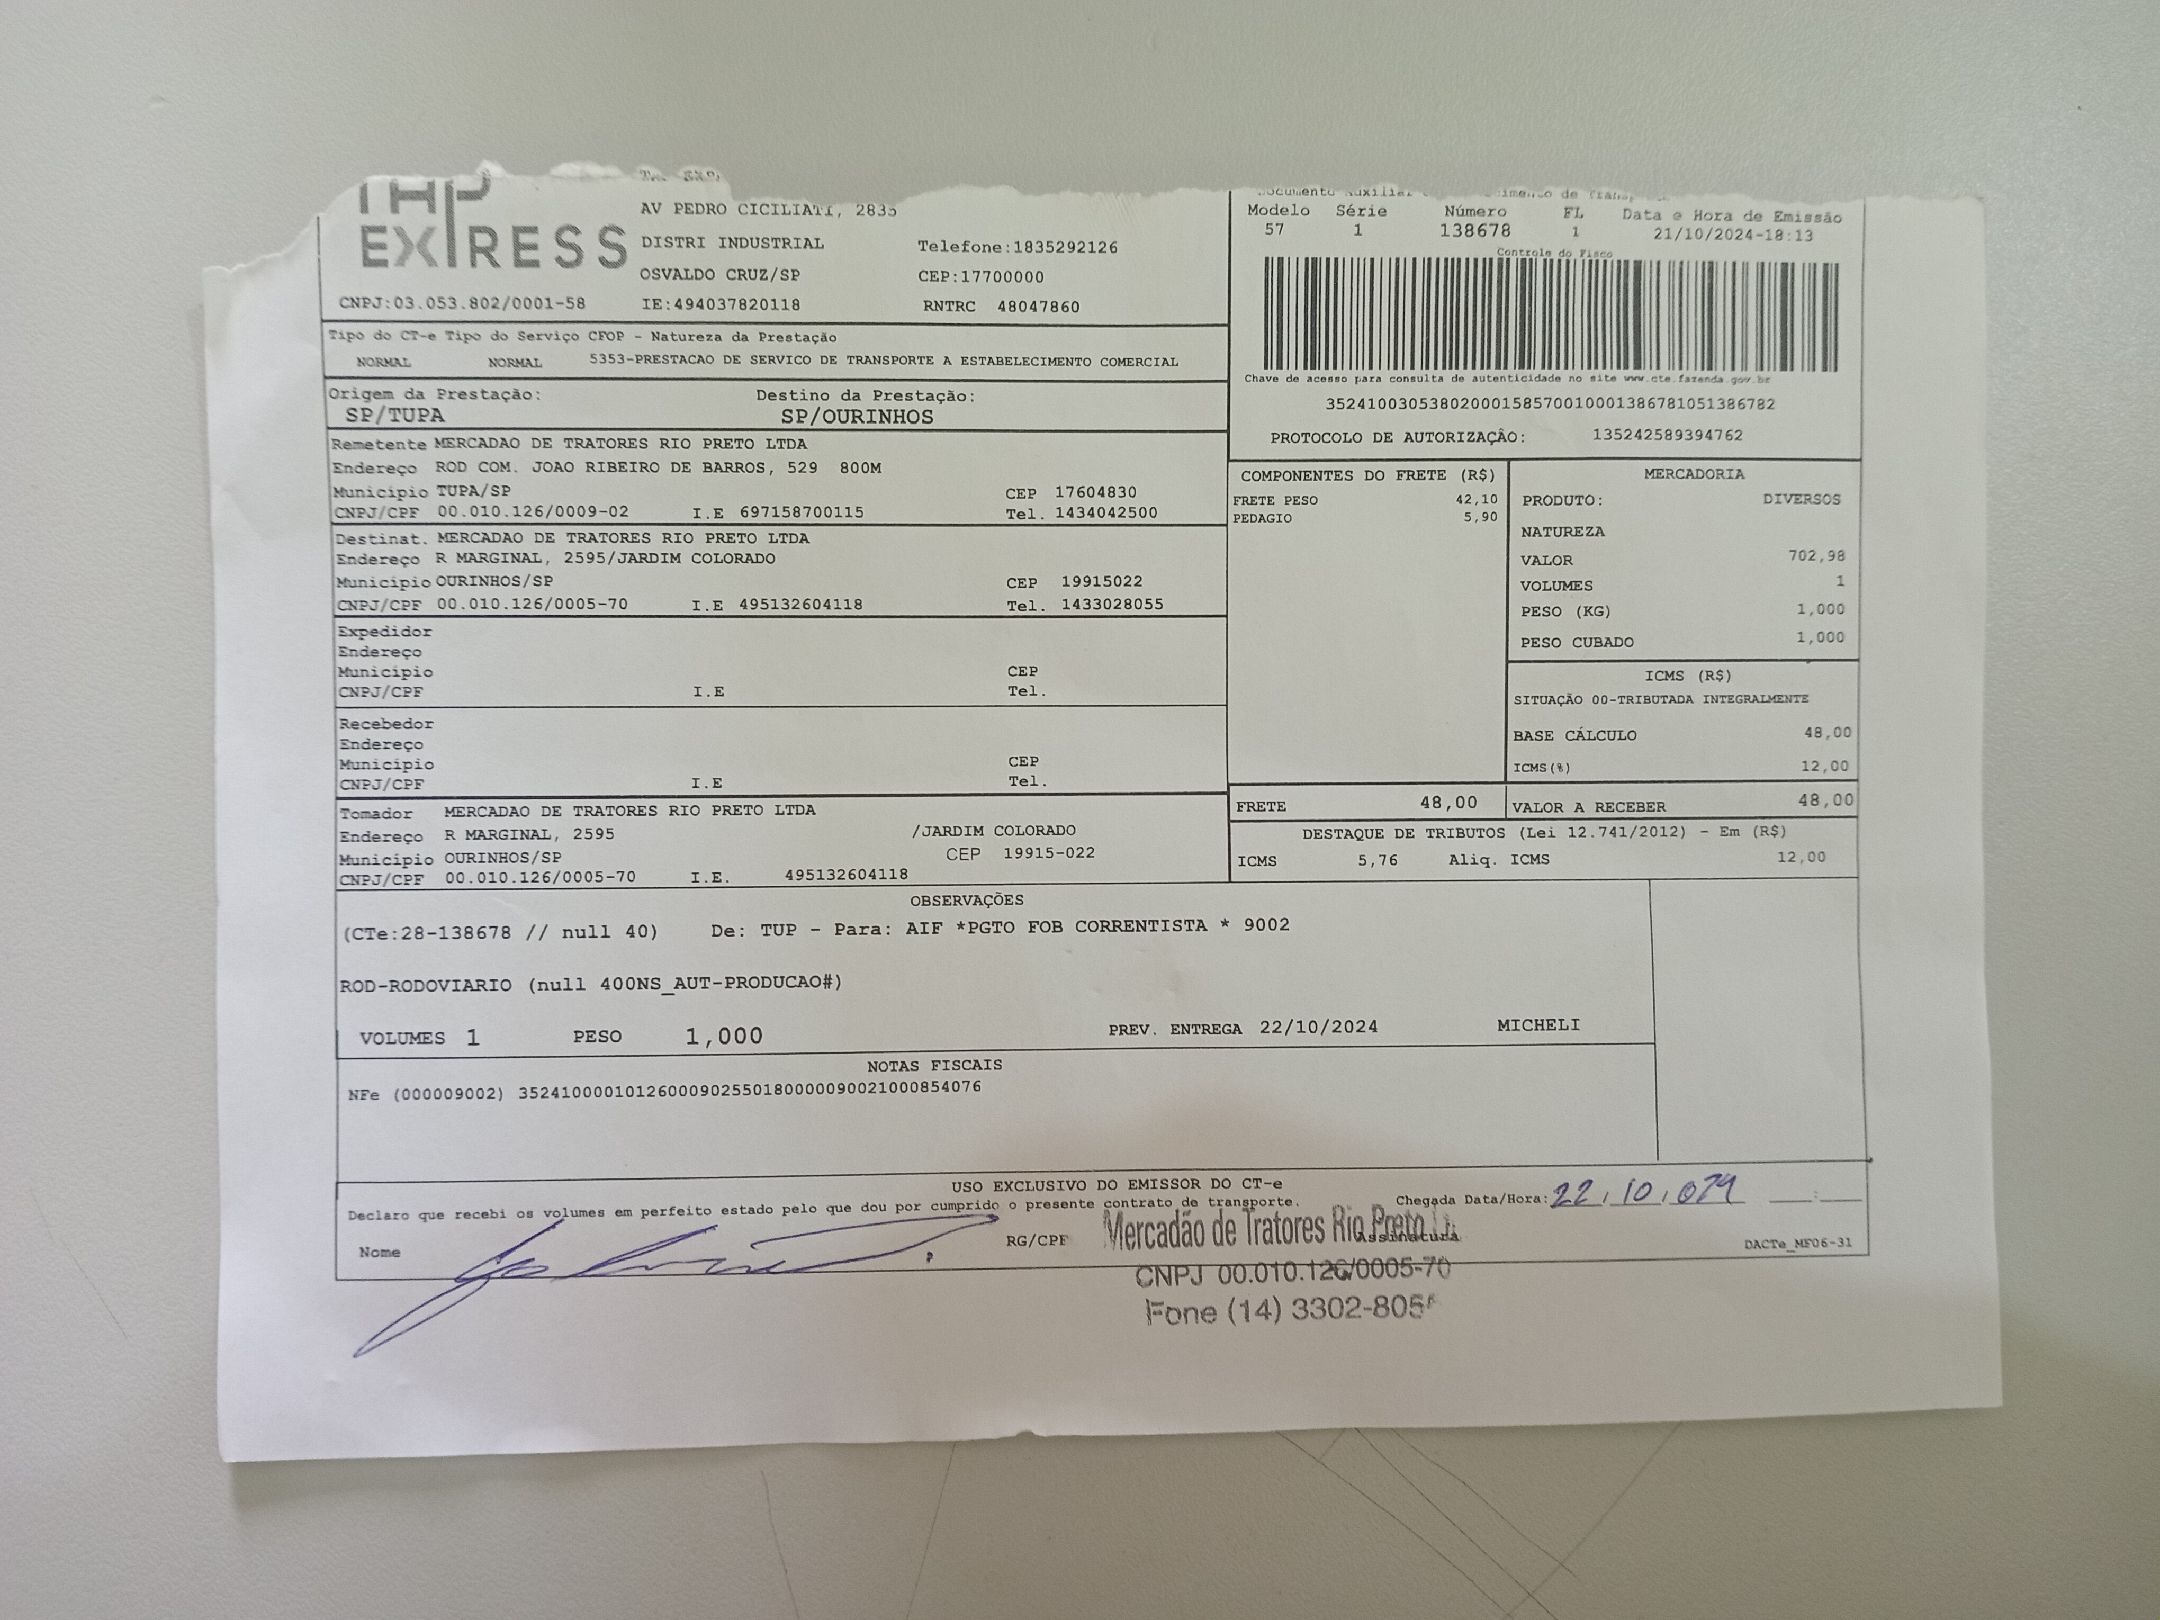 EXPRESS
AV PEDRO CICILIATI, 2835
DISTRI INDUSTRIAL
Telefone:1835292126
OSVALDO CRUZ/SP
CEP:17700000
CNPJ:03.053.802/0001-58 IE:494037820118
RNTRC 48047860
Modelo Série Número FL Data e Hora de Emissão
57 1 138678 1 21/10/2024-18:13
Controle do Fisco
Chave de acesso para consulta de autenticidade no site www.cte.fazenda.gov.br
35241003053802000158570010001386781051386782
PROTOCOLO DE AUTORIZAÇÃO: 135242589394762
Tipo do CT-e Tipo do Serviço CFOP - Natureza da Prestação
NORMAL NORMAL 5353-PRESTACAO DE SERVICO DE TRANSPORTE A ESTABELECIMENTO COMERCIAL
Origem da Prestação: Destino da Prestação:
SP/TUPA SP/OURINHOS
Remetente MERCADAO DE TRATORES RIO PRETO LTDA
Endereço ROD COM. JOAO RIBEIRO DE BARROS, 529 800M
Município TUPA/SP CEP 17604830
CNPJ/CPF 00.010.126/0009-02 I.E 697158700115 Tel. 1434042500
Destinat. MERCADAO DE TRATORES RIO PRETO LTDA
Endereço R MARGINAL, 2595/JARDIM COLORADO
Município OURINHOS/SP CEP 19915022
CNPJ/CPF 00.010.126/0005-70 I.E 495132604118 Tel. 1433028055
Expedidor
Endereço
Município CEP
CNPJ/CPF I.E Tel.
Recebedor
Endereço
Município CEP
CNPJ/CPF I.E Tel.
Tomador MERCADAO DE TRATORES RIO PRETO LTDA
Endereço R MARGINAL, 2595 /JARDIM COLORADO
Município OURINHOS/SP CEP 19915-022
CNPJ/CPF 00.010.126/0005-70 I.E. 495132604118
COMPONENTES DO FRETE (R$)
FRETE PESO 42,10
PEDAGIO 5,90
MERCADORIA
PRODUTO: DIVERSOS
NATUREZA
VALOR 702,98
VOLUMES 1
PESO (KG) 1,000
PESO CUBADO 1,000
ICMS (R$)
SITUAÇÃO 00-TRIBUTADA INTEGRALMENTE
BASE CÁLCULO 48,00
ICMS(%) 12,00
FRETE 48,00 VALOR A RECEBER 48,00
DESTAQUE DE TRIBUTOS (Lei 12.741/2012) - Em (R$)
ICMS 5,76 Aliq. ICMS 12,00
OBSERVAÇÕES
(CTe:28-138678 // null 40) De: TUP - Para: AIF *PGTO FOB CORRENTISTA * 9002
ROD-RODOVIARIO (null 400NS_AUT-PRODUCAO#)
VOLUMES 1 PESO 1,000 PREV. ENTREGA 22/10/2024 MICHELI
NOTAS FISCAIS
NFe (000009002) 35241000010126000902550180000090021000854076
USO EXCLUSIVO DO EMISSOR DO CT-e
Declaro que recebi os volumes em perfeito estado pelo que dou por cumprido o presente contrato de transporte. Chegada Data/Hora: 22,10,024 __:__
Nome RG/CPF Assinatura DACTe_MF06-31
Mercadão de Tratores Rio Preto
CNPJ 00.010.126/0005-70
Fone (14) 3302-805